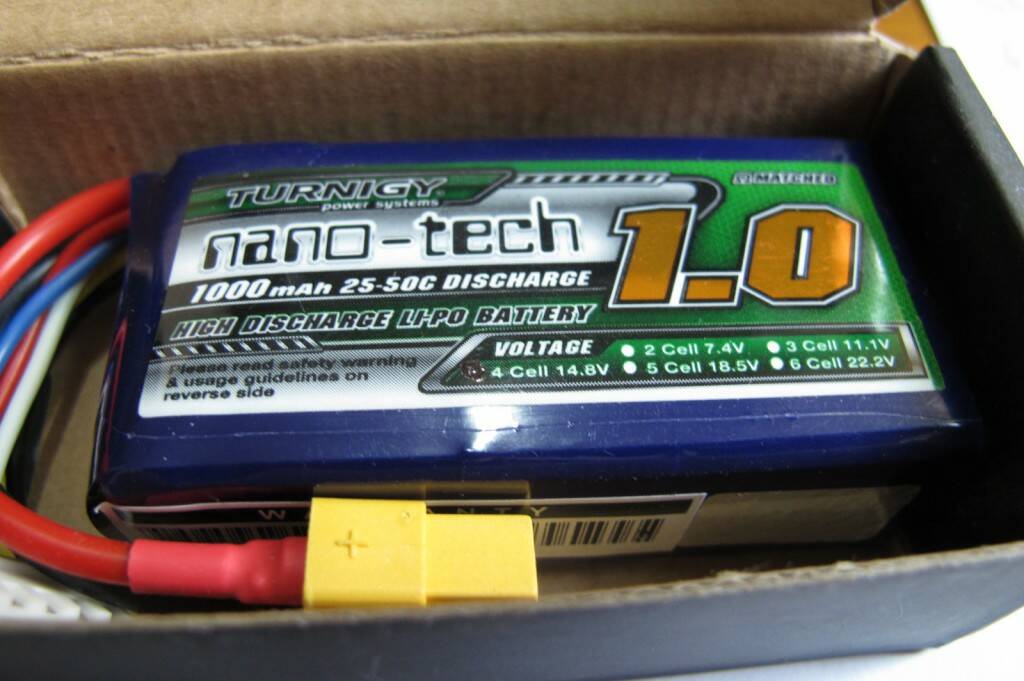 TURNIGY
power systems
MATCHED
nano-tech
1.0
1000mAh 25-50C DISCHARGE
HIGH DISCHARGE LI-PO BATTERY
Please read safety warning
& usage guidelines on
reverse side
VOLTAGE
2 Cell 7.4V
3 Cell 11.1V
4 Cell 14.8V
5 Cell 18.5V
6 Cell 22.2V
+